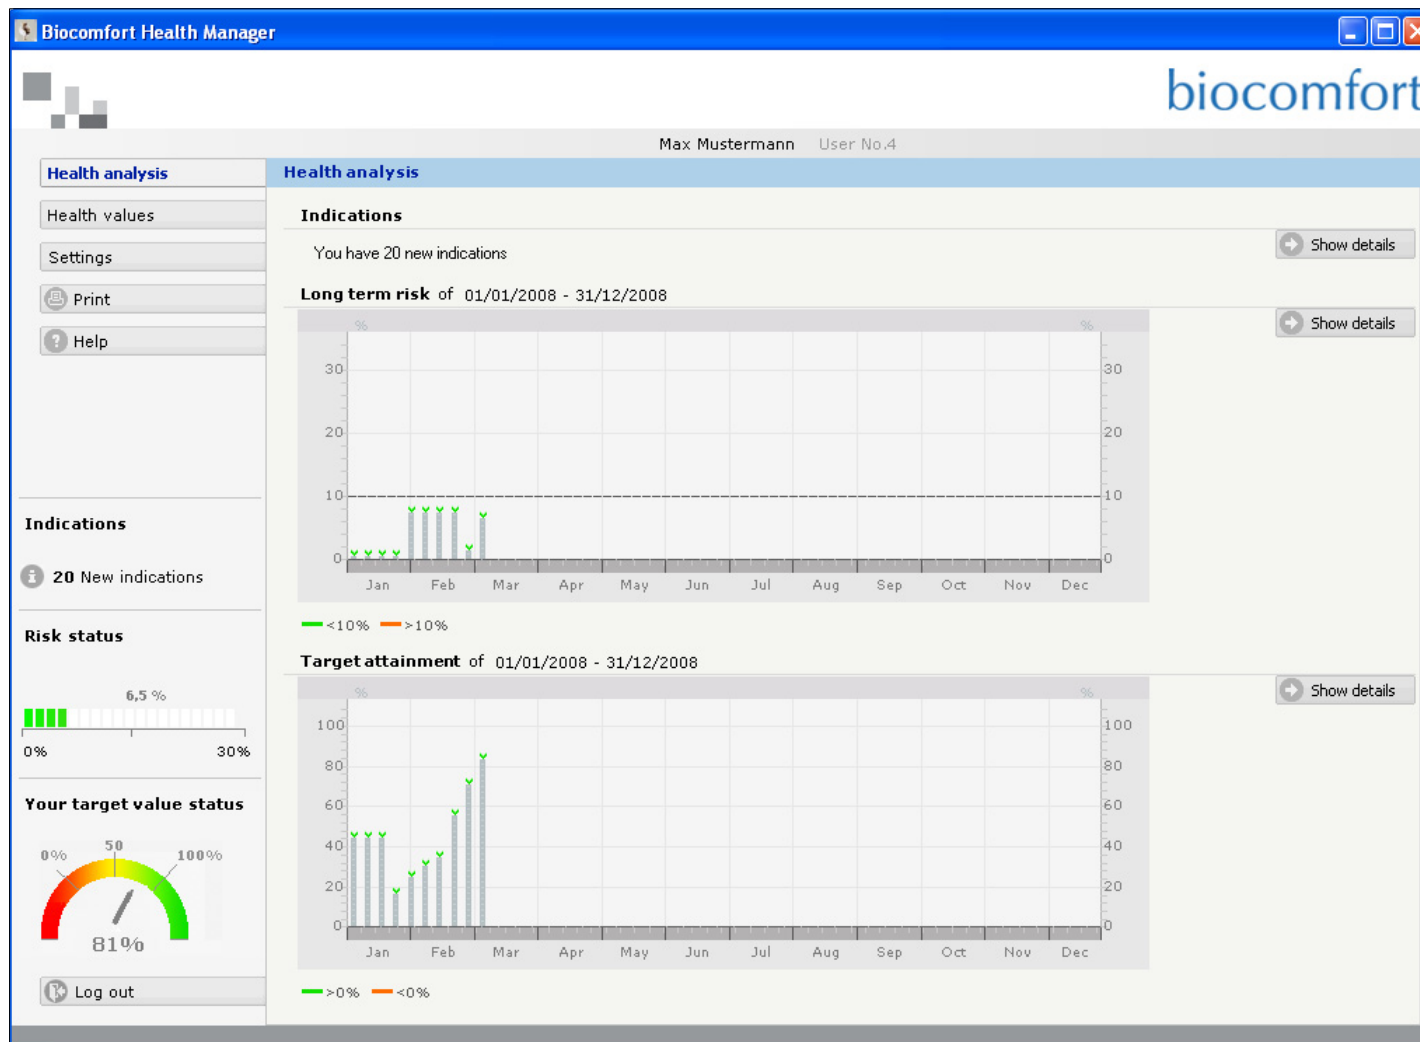 Biocomfort Health Manager
biocomfort
Max Mustermann User No.4
Health analysis
Health values
Settings
Print
Help
Indications
20 New indications
Risk status
6,5 %
0% 30%
Your target value status
0% 50 100%
81%
Log out
Health analysis
Indications
You have 20 new indications
Show details
Long term risk of 01/01/2008 - 31/12/2008
Show details
% %
30 30
20 20
10 10
0 0
Jan Feb Mar Apr May Jun Jul Aug Sep Oct Nov Dec
<10% >10%
Target attainment of 01/01/2008 - 31/12/2008
Show details
% %
100 100
80 80
60 60
40 40
20 20
0 0
Jan Feb Mar Apr May Jun Jul Aug Sep Oct Nov Dec
>0% <0%